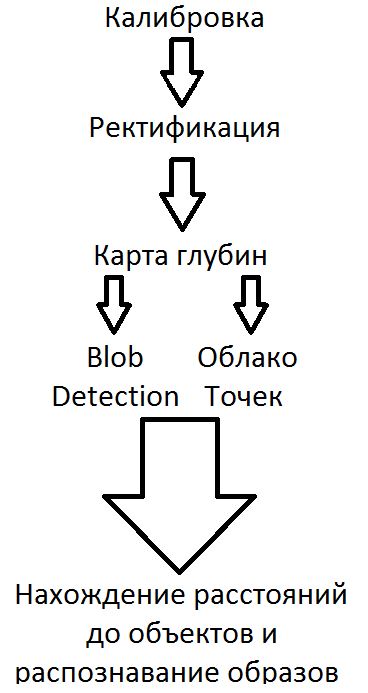 Калибровка
Ректификация
Карта глубин
Blob Облако
Detection Точек
Нахождение расстояний
до объектов и
распознавание образов